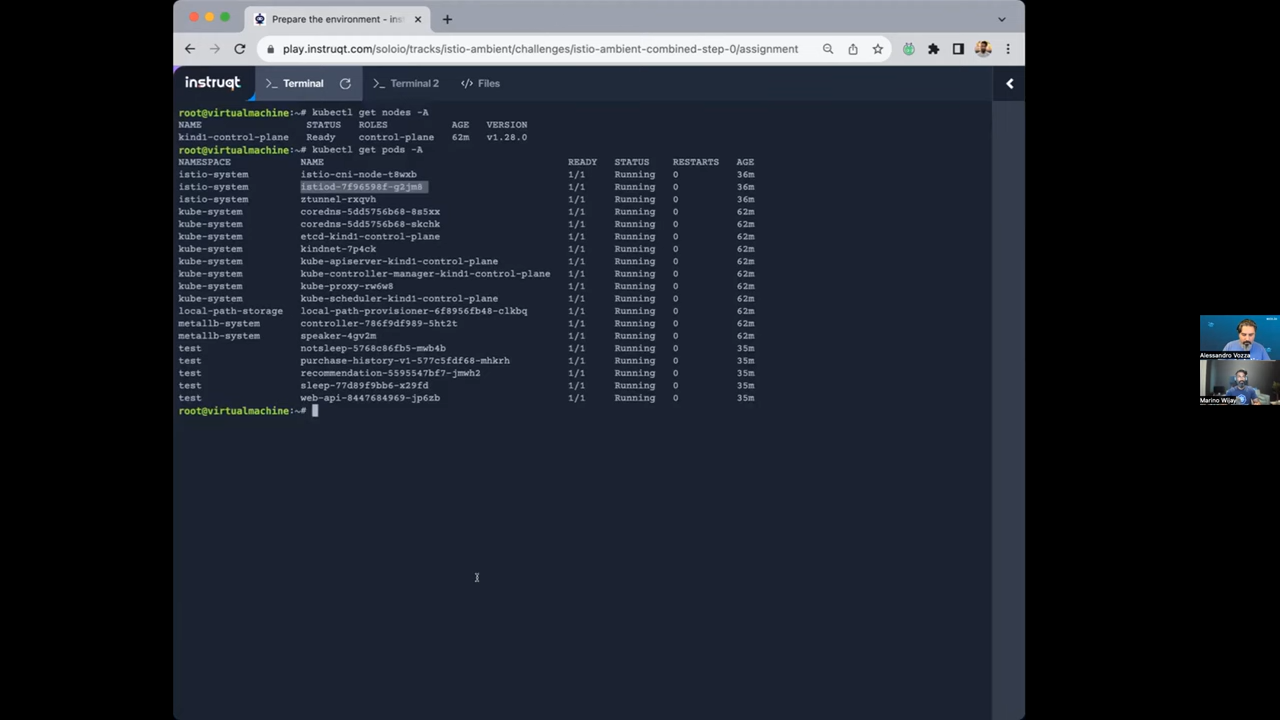 Prepare the environment - ins
play.instruqt.com/soloio/tracks/istio-ambient/challenges/istio-ambient-combined-step-0/assignment
instruqt >_ Terminal >_ Terminal 2 </> Files
root@virtualmachine:~# kubectl get nodes -A
NAME STATUS ROLES AGE VERSION
kind1-control-plane Ready control-plane 62m v1.28.0
root@virtualmachine:~# kubectl get pods -A
NAMESPACE NAME READY STATUS RESTARTS AGE
istio-system istio-cni-node-t8wxb 1/1 Running 0 36m
istio-system istiod-7f96598f-g2jm8 1/1 Running 0 36m
istio-system ztunnel-rxqvh 1/1 Running 0 36m
kube-system coredns-5dd5756b68-8s5xx 1/1 Running 0 62m
kube-system coredns-5dd5756b68-skchk 1/1 Running 0 62m
kube-system etcd-kind1-control-plane 1/1 Running 0 62m
kube-system kindnet-7p4ck 1/1 Running 0 62m
kube-system kube-apiserver-kind1-control-plane 1/1 Running 0 62m
kube-system kube-controller-manager-kind1-control-plane 1/1 Running 0 62m
kube-system kube-proxy-rw6w8 1/1 Running 0 62m
kube-system kube-scheduler-kind1-control-plane 1/1 Running 0 62m
local-path-storage local-path-provisioner-6f8956fb48-clkbq 1/1 Running 0 62m
metallb-system controller-786f9df989-5ht2t 1/1 Running 0 62m
metallb-system speaker-4gv2m 1/1 Running 0 62m
test notsleep-5768c86fb5-mwb4b 1/1 Running 0 35m
test purchase-history-v1-577c5fdf68-mhkrh 1/1 Running 0 35m
test recommendation-5595547bf7-jmwh2 1/1 Running 0 35m
test sleep-77d89f9bb6-x29fd 1/1 Running 0 35m
test web-api-8447684969-jp6zb 1/1 Running 0 35m
root@virtualmachine:~#
Alessandro Vozza
Marino Wijay